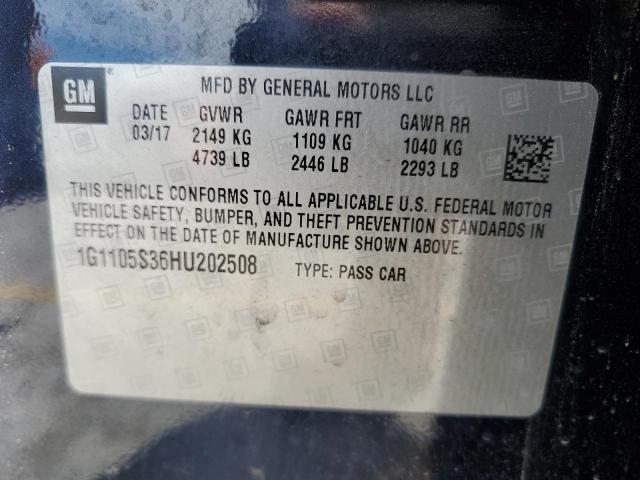 GM
®
MFD BY GENERAL MOTORS LLC
DATE GVWR GAWR FRT GAWR RR
03/17 2149 KG 1109 KG 1040 KG
4739 LB 2446 LB 2293 LB
THIS VEHICLE CONFORMS TO ALL APPLICABLE U.S. FEDERAL MOTOR
VEHICLE SAFETY, BUMPER, AND THEFT PREVENTION STANDARDS IN
EFFECT ON THE DATE OF MANUFACTURE SHOWN ABOVE.
1G1105S36HU202508 TYPE: PASS CAR